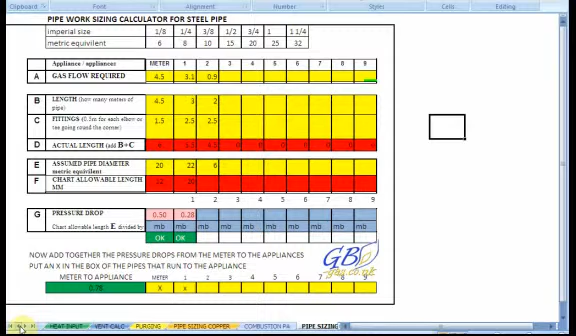 Clipboard Font Alignment Number Styles Cells Editing
PIPE WORK SIZING CALCULATOR FOR STEEL PIPE
imperial size 1/8 1/4 3/8 1/2 3/4 1 1 1/4
metric equivilent 6 8 10 15 20 25 32
Appliance / appliances METER 1 2 3 4 5 6 7 8 9
A GAS FLOW REQUIRED 4.5 3.1 0.9
B LENGTH (how many meters of pipe) 4.5 3 2
C FITTINGS (0.5m for each elbow or tee going round the corner) 1.5 2.5 2.5
D ACTUAL LENGTH (add B+C 6 5.5 4.5 0 0 0 0 0 0 0
E ASSUMED PIPE DIAMETER metric equivilent 20 22 6
F CHART ALLOWABLE LENGTH MM
1 2 3 4 5 6 7 8 9
G PRESSURE DROP 0.50 0.28
Chart allowable length E divided by mb mb mb mb mb mb mb mb mb mb
OK OK
NOW ADD TOGETHER THE PRESSURE DROPS FROM THE METER TO THE APPLIANCES
PUT AN X IN THE BOX OF THE PIPES THAT RUN TO THE APPLIANCE
GB
gas.co.uk
METER TO APPLIANCE METER 1 2 3 4 5 6 7 8 9
0.78 X x
HEAT INPUT VENT CALC PURGING PIPE SIZING COPPER COMBUSTION PA PIPE SIZING